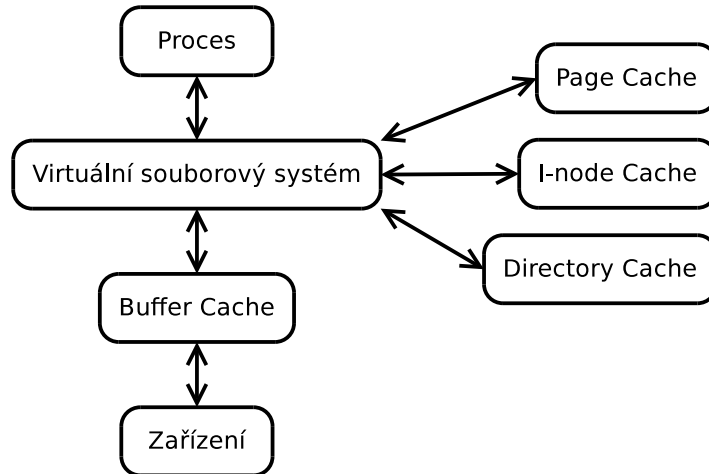 Proces
Page Cache
Virtuální souborový systém
I-node Cache
Directory Cache
Buffer Cache
Zařízení